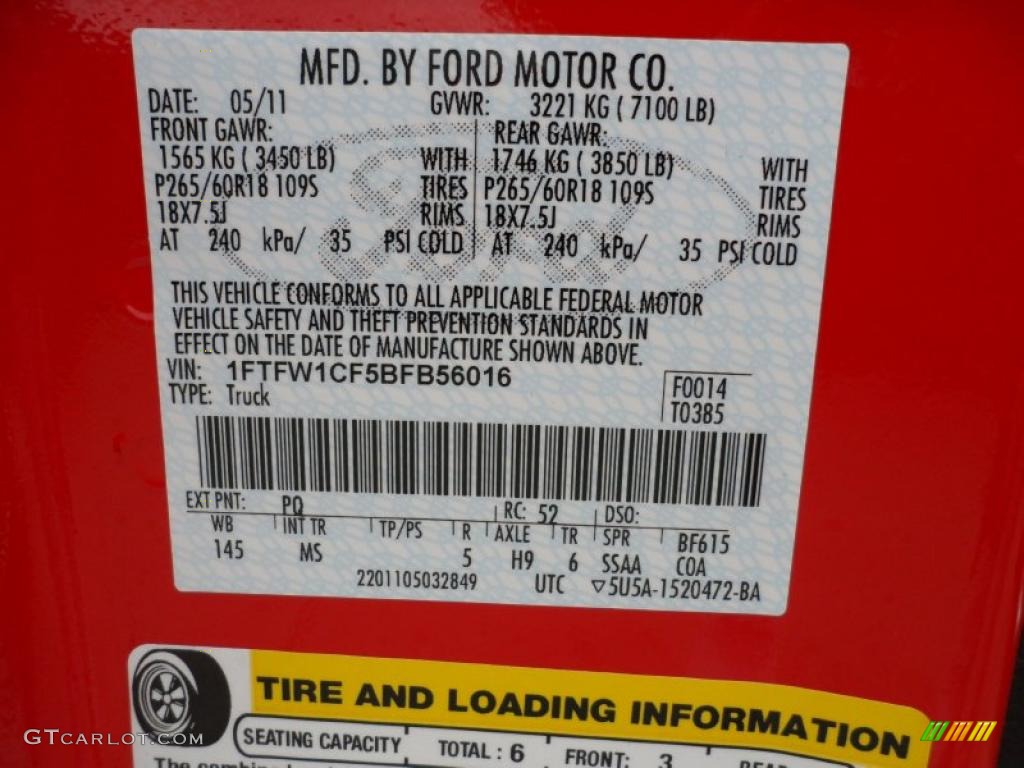 MFD. BY FORD MOTOR CO.
DATE: 05/11 GVWR: 3221 KG ( 7100 LB)
FRONT GAWR: REAR GAWR:
1565 KG ( 3450 LB) WITH 1746 KG ( 3850 LB) WITH
P265/60R18 109S TIRES P265/60R18 109S TIRES
18X7.5J RIMS 18X7.5J RIMS
AT 240 kPa/ 35 PSI COLD AT 240 kPa/ 35 PSI COLD
Ford
THIS VEHICLE CONFORMS TO ALL APPLICABLE FEDERAL MOTOR
VEHICLE SAFETY AND THEFT PREVENTION STANDARDS IN
EFFECT ON THE DATE OF MANUFACTURE SHOWN ABOVE.
VIN: 1FTFW1CF5BFB56016 F0014
TYPE: Truck T0385
EXT PNT: PQ RC: 52 DSO:
WB INT TR TP/PS R AXLE TR SPR BF615
145 MS 5 H9 6 SSAA COA
2201105032849 UTC ▽5U5A-1520472-BA
TIRE AND LOADING INFORMATION
SEATING CAPACITY TOTAL : 6 FRONT: 3
The
GTCARLOT.COM